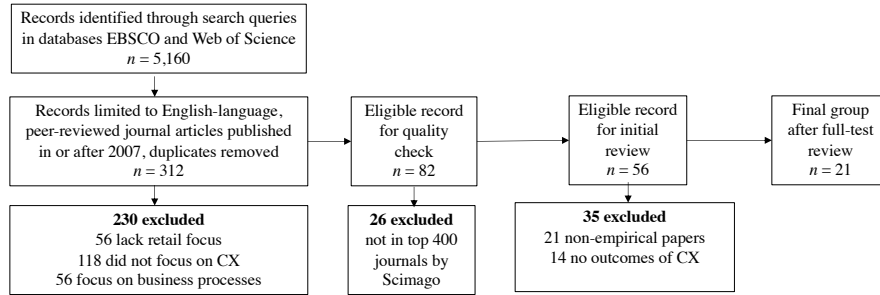 Records identified through search queries
in databases EBSCO and Web of Science
n = 5,160
Records limited to English-language,
peer-reviewed journal articles published
in or after 2007, duplicates removed
n = 312
Eligible record
for quality
check
n = 82
Eligible record
for initial
review
n = 56
Final group
after full-test
review
n = 21
230 excluded
56 lack retail focus
118 did not focus on CX
56 focus on business processes
26 excluded
not in top 400
journals by
Scimago
35 excluded
21 non-empirical papers
14 no outcomes of CX